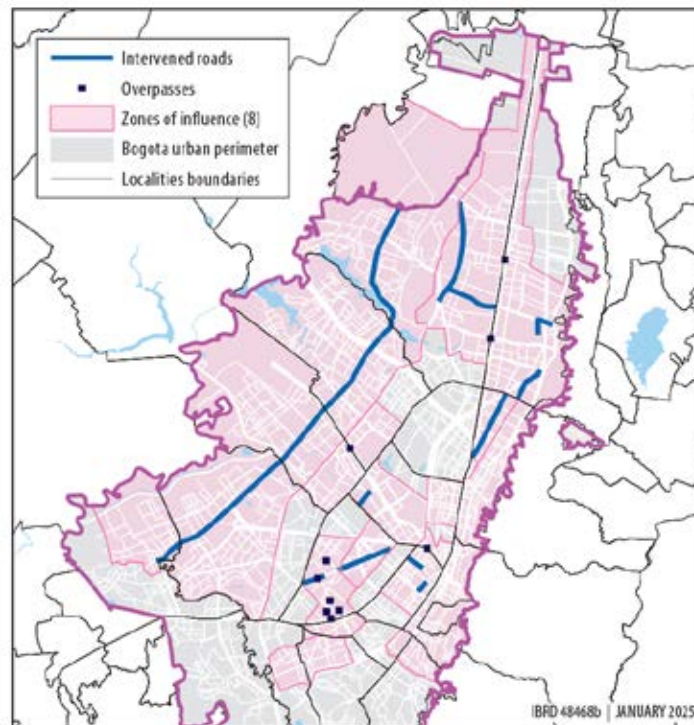 Intervened roads
Overpasses
Zones of influence (8)
Bogota urban perimeter
Localities boundaries
IBRD 48468b | JANUARY 2025